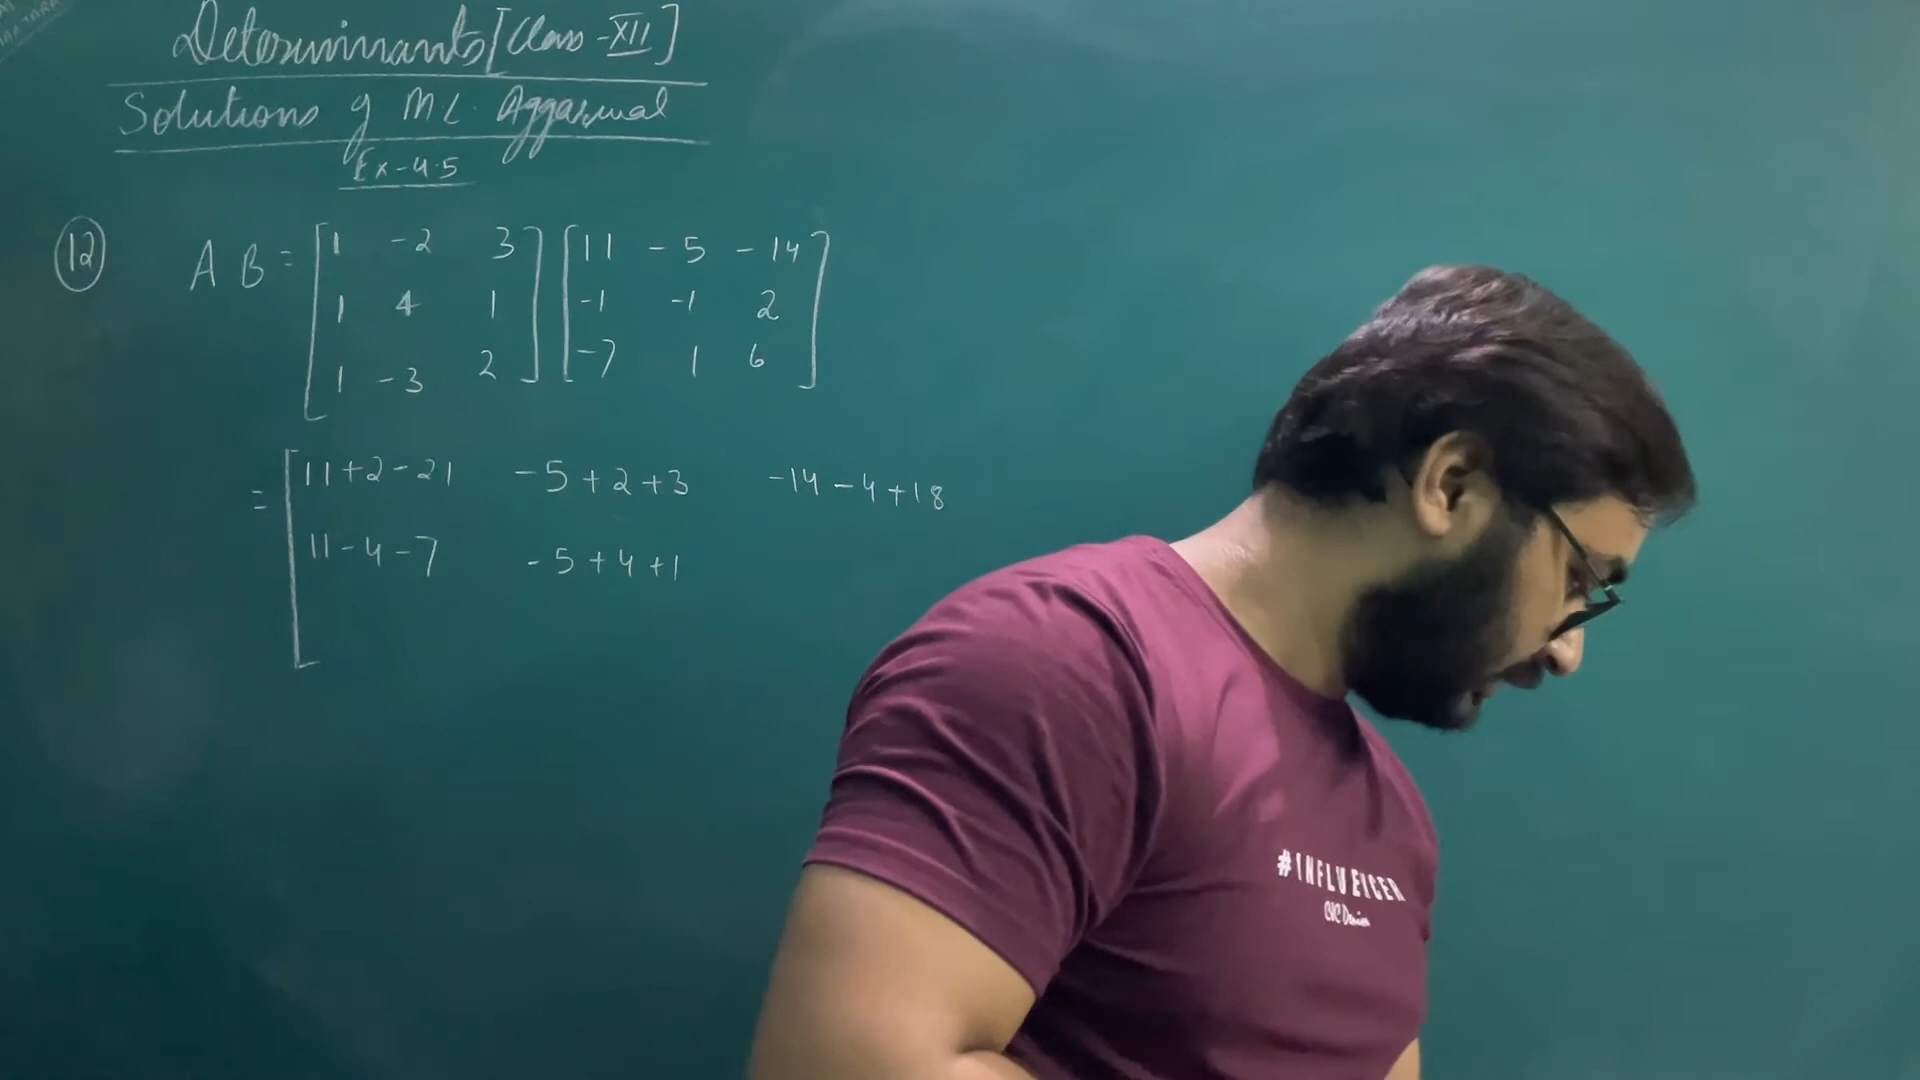 Determinants [Class-XII]
Solutions of ML Aggarwal
Ex-4.5
12
A B = [1 -2 3] [11 -5 -14]
1 4 1 -1 -1 2
1 -3 2 -7 1 6
= [11+2-21 -5+2+3 -14-4+18
11-4-7 -5+4+1
#INFLUENCER